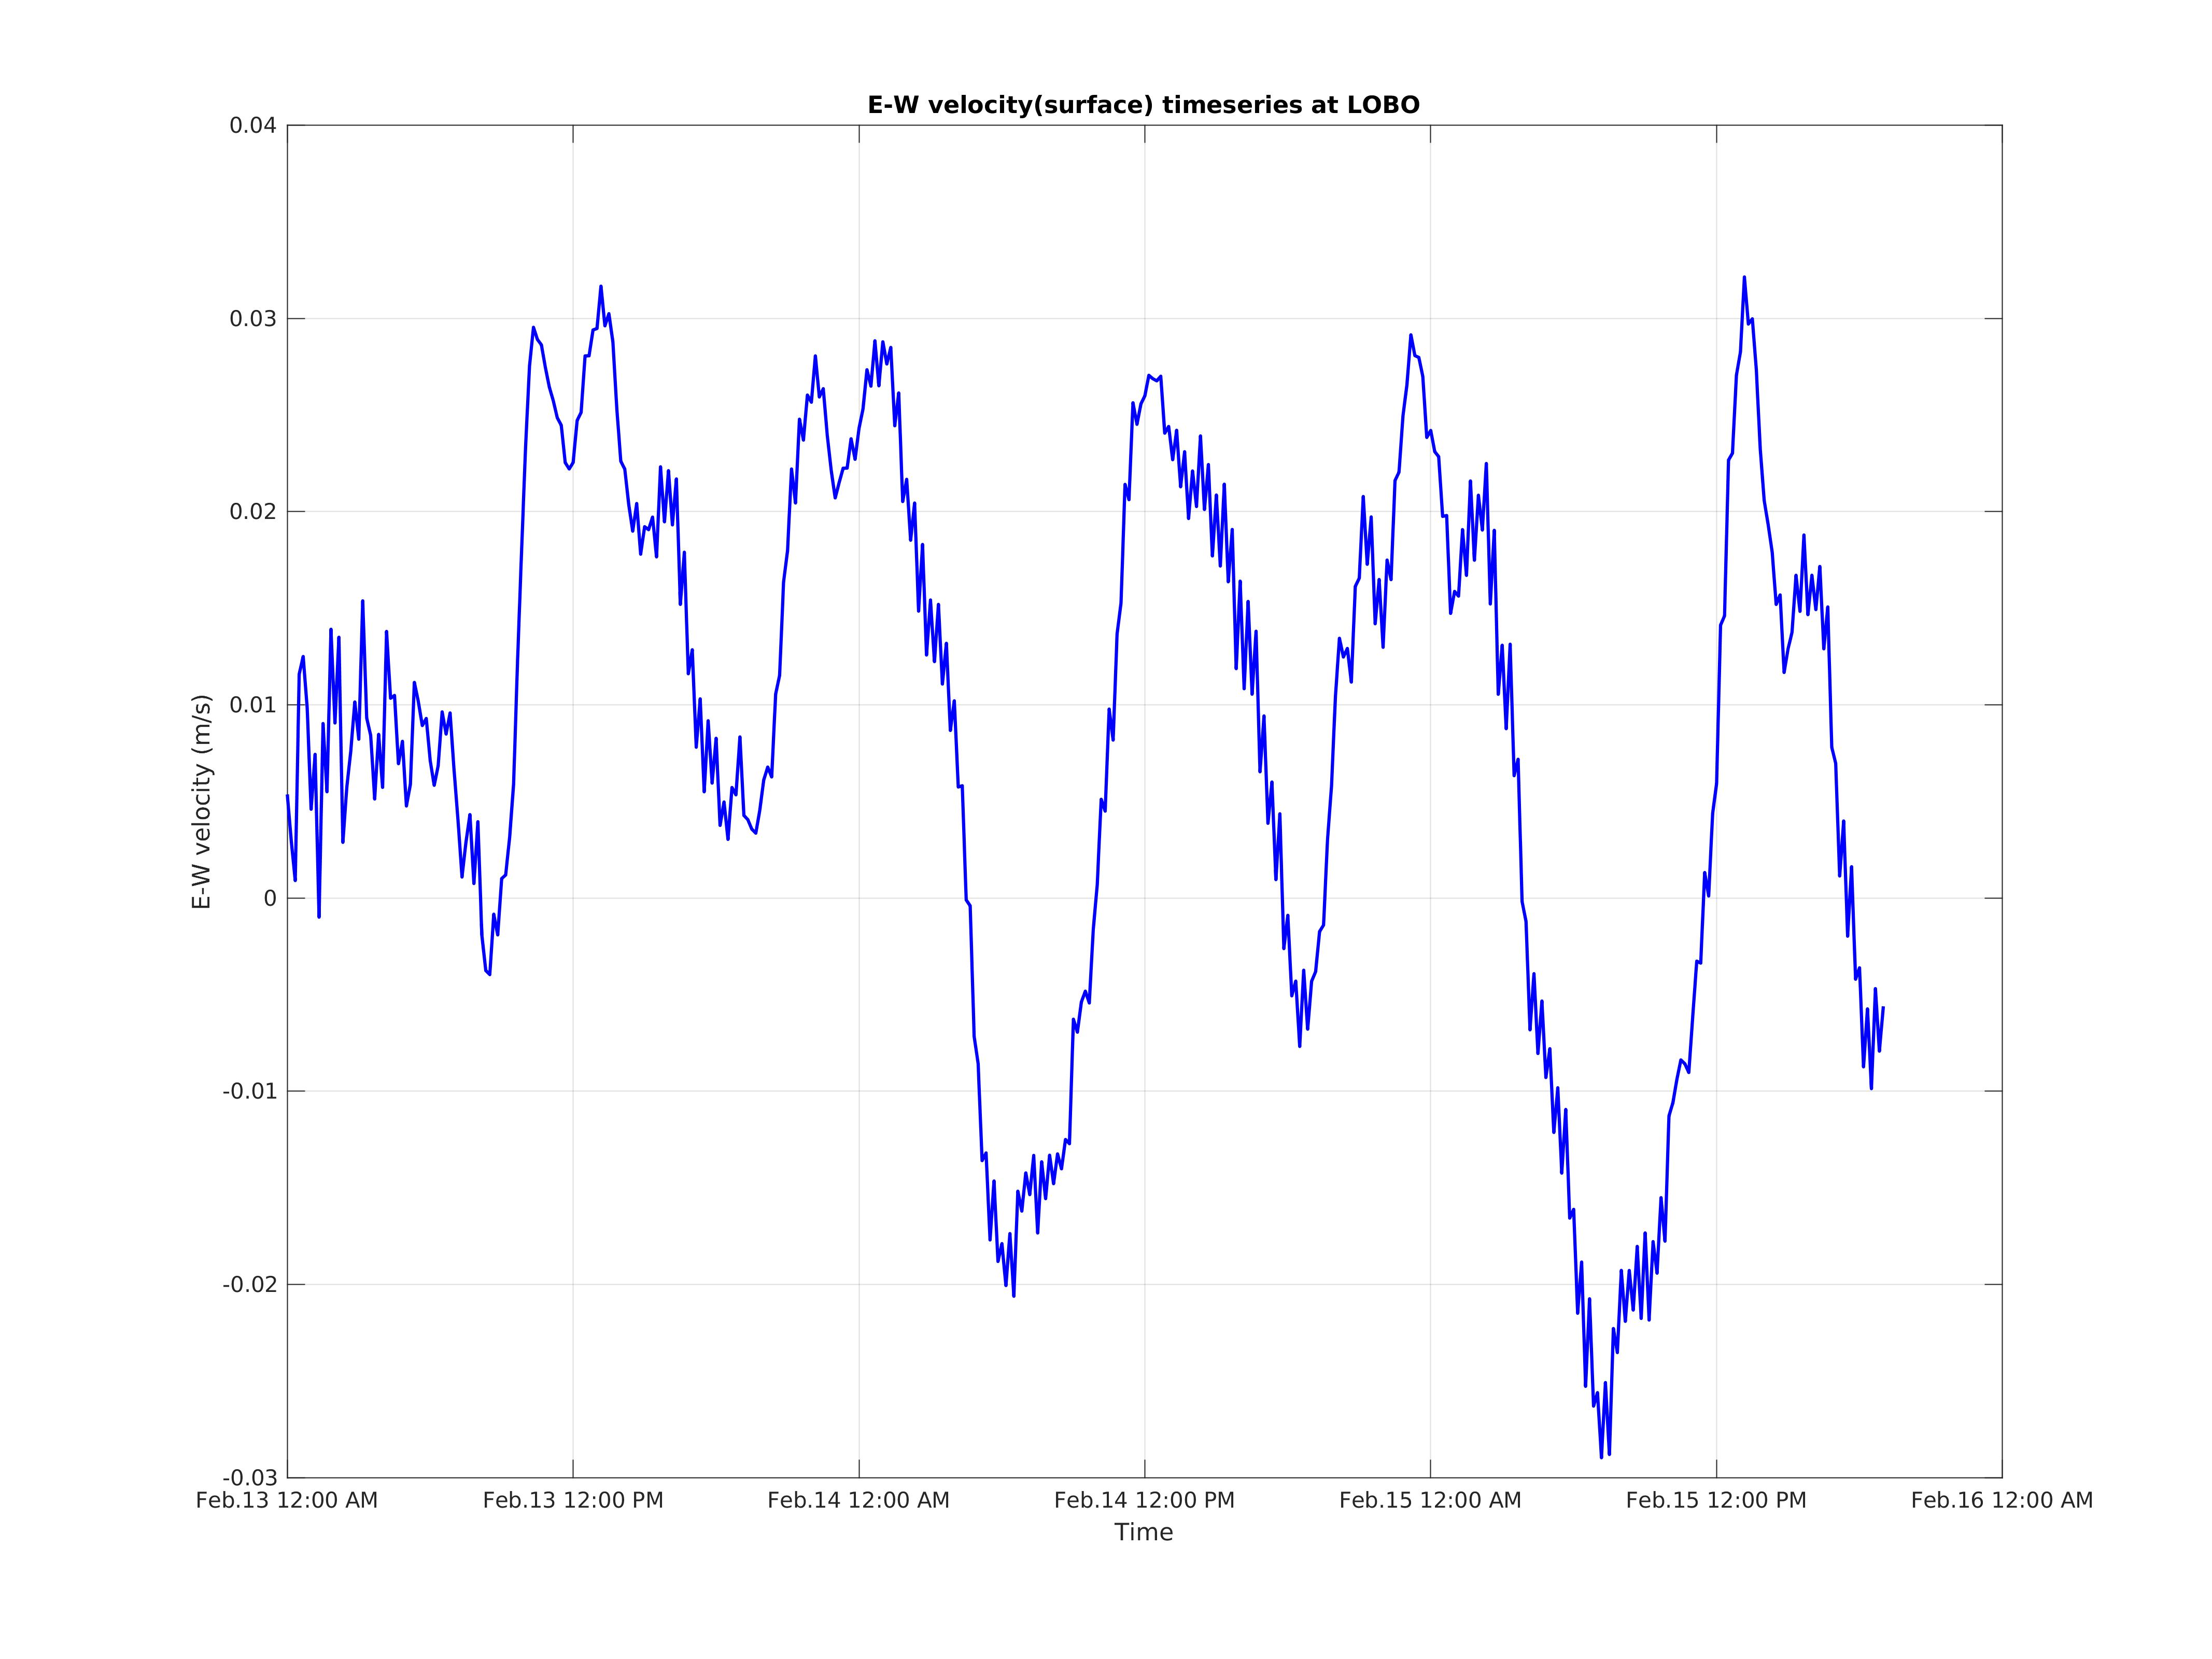 E-W velocity(surface) timeseries at LOBO
0.04
0.03
0.02
0.01
0
-0.01
-0.02
-0.03
E-W velocity (m/s)
Feb.13 12:00 AM Feb.13 12:00 PM Feb.14 12:00 AM Feb.14 12:00 PM Feb.15 12:00 AM Feb.15 12:00 PM Feb.16 12:00 AM
Time